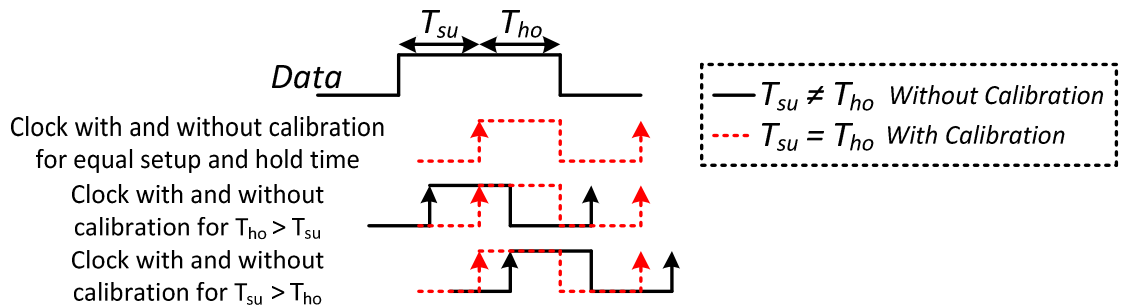 Tsu Tho
Data
Tsu ≠ Tho Without Calibration
Tsu = Tho With Calibration
Clock with and without calibration
for equal setup and hold time
Clock with and without
calibration for Tho > Tsu
Clock with and without
calibration for Tsu > Tho